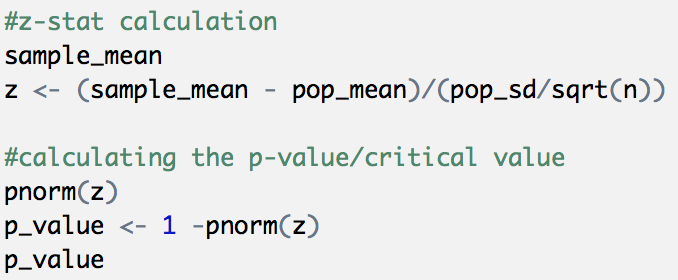 #z-stat calculation
sample_mean
z <- (sample_mean - pop_mean)/(pop_sd/sqrt(n))
#calculating the p-value/critical value
pnorm(z)
p_value <- 1 -pnorm(z)
p_value